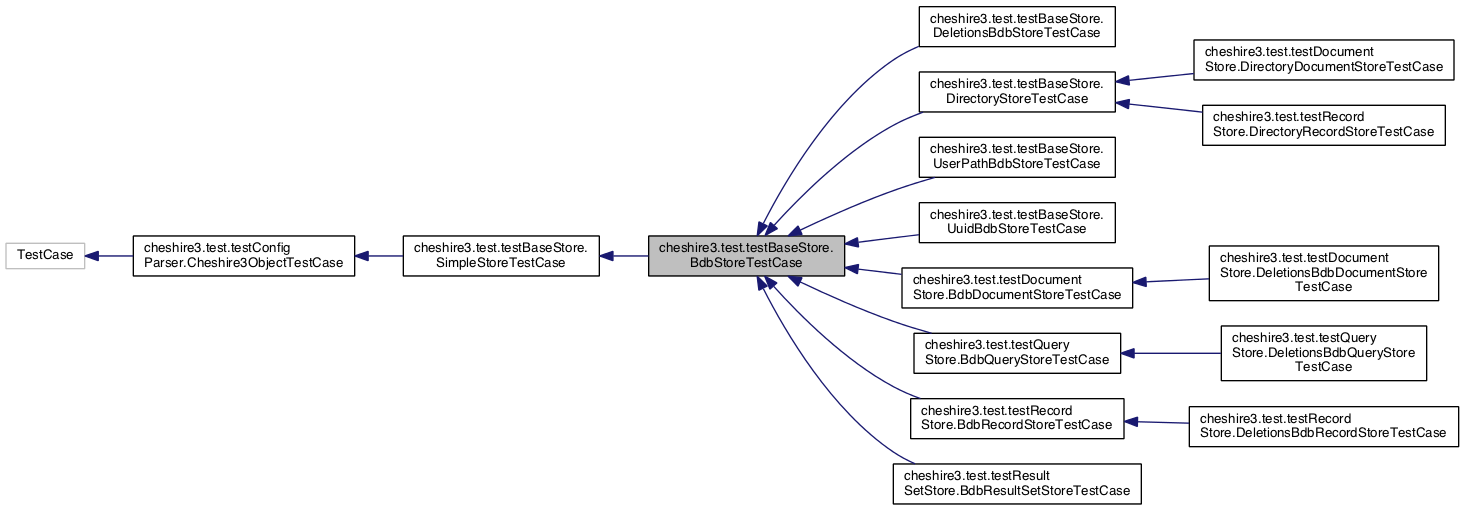 TestCase
cheshire3.test.testConfig
Parser.Cheshire3ObjectTestCase
cheshire3.test.testBaseStore.
SimpleStoreTestCase
cheshire3.test.testBaseStore.
BdbStoreTestCase
cheshire3.test.testBaseStore.
DeletionsBdbStoreTestCase
cheshire3.test.testBaseStore.
DirectoryStoreTestCase
cheshire3.test.testDocument
Store.DirectoryDocumentStoreTestCase
cheshire3.test.testRecord
Store.DirectoryRecordStoreTestCase
cheshire3.test.testBaseStore.
UserPathBdbStoreTestCase
cheshire3.test.testBaseStore.
UuidBdbStoreTestCase
cheshire3.test.testDocument
Store.BdbDocumentStoreTestCase
cheshire3.test.testDocument
Store.DeletionsBdbDocumentStore
TestCase
cheshire3.test.testQuery
Store.BdbQueryStoreTestCase
cheshire3.test.testQuery
Store.DeletionsBdbQueryStore
TestCase
cheshire3.test.testRecord
Store.BdbRecordStoreTestCase
cheshire3.test.testRecord
Store.DeletionsBdbRecordStoreTestCase
cheshire3.test.testResult
SetStore.BdbResultSetStoreTestCase